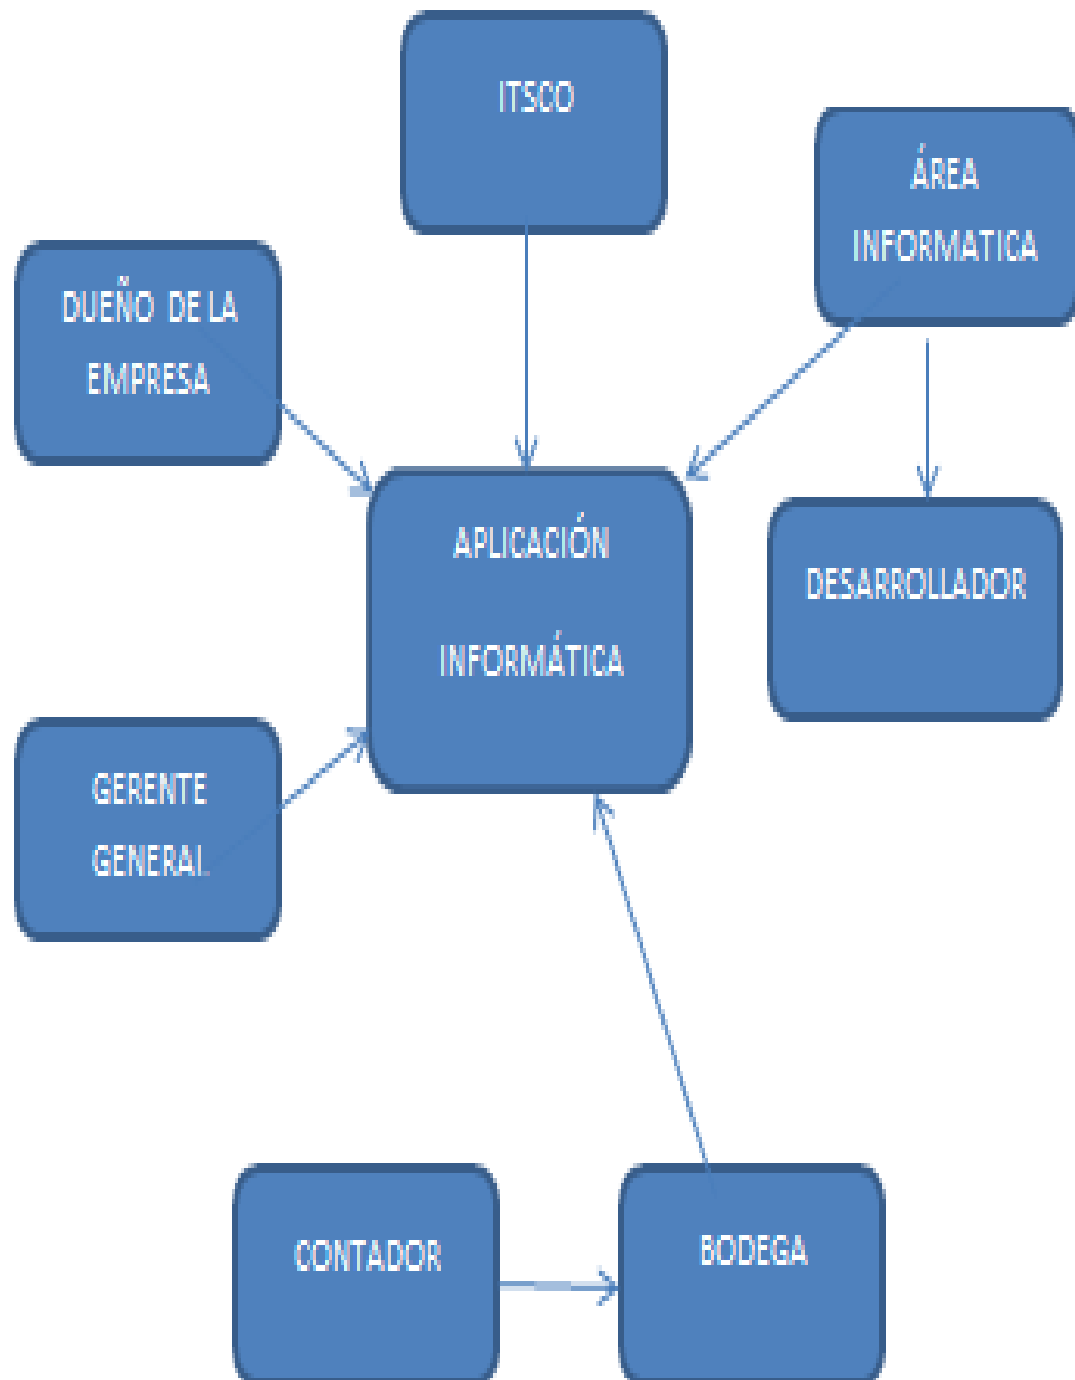 ITSCO
ÁREA
INFORMATICA
DUEÑO DE LA
EMPRESA
APLICACIÓN
INFORMÁTICA
DESARROLLADOR
GERENTE
GENERAL
CONTADOR
BODEGA